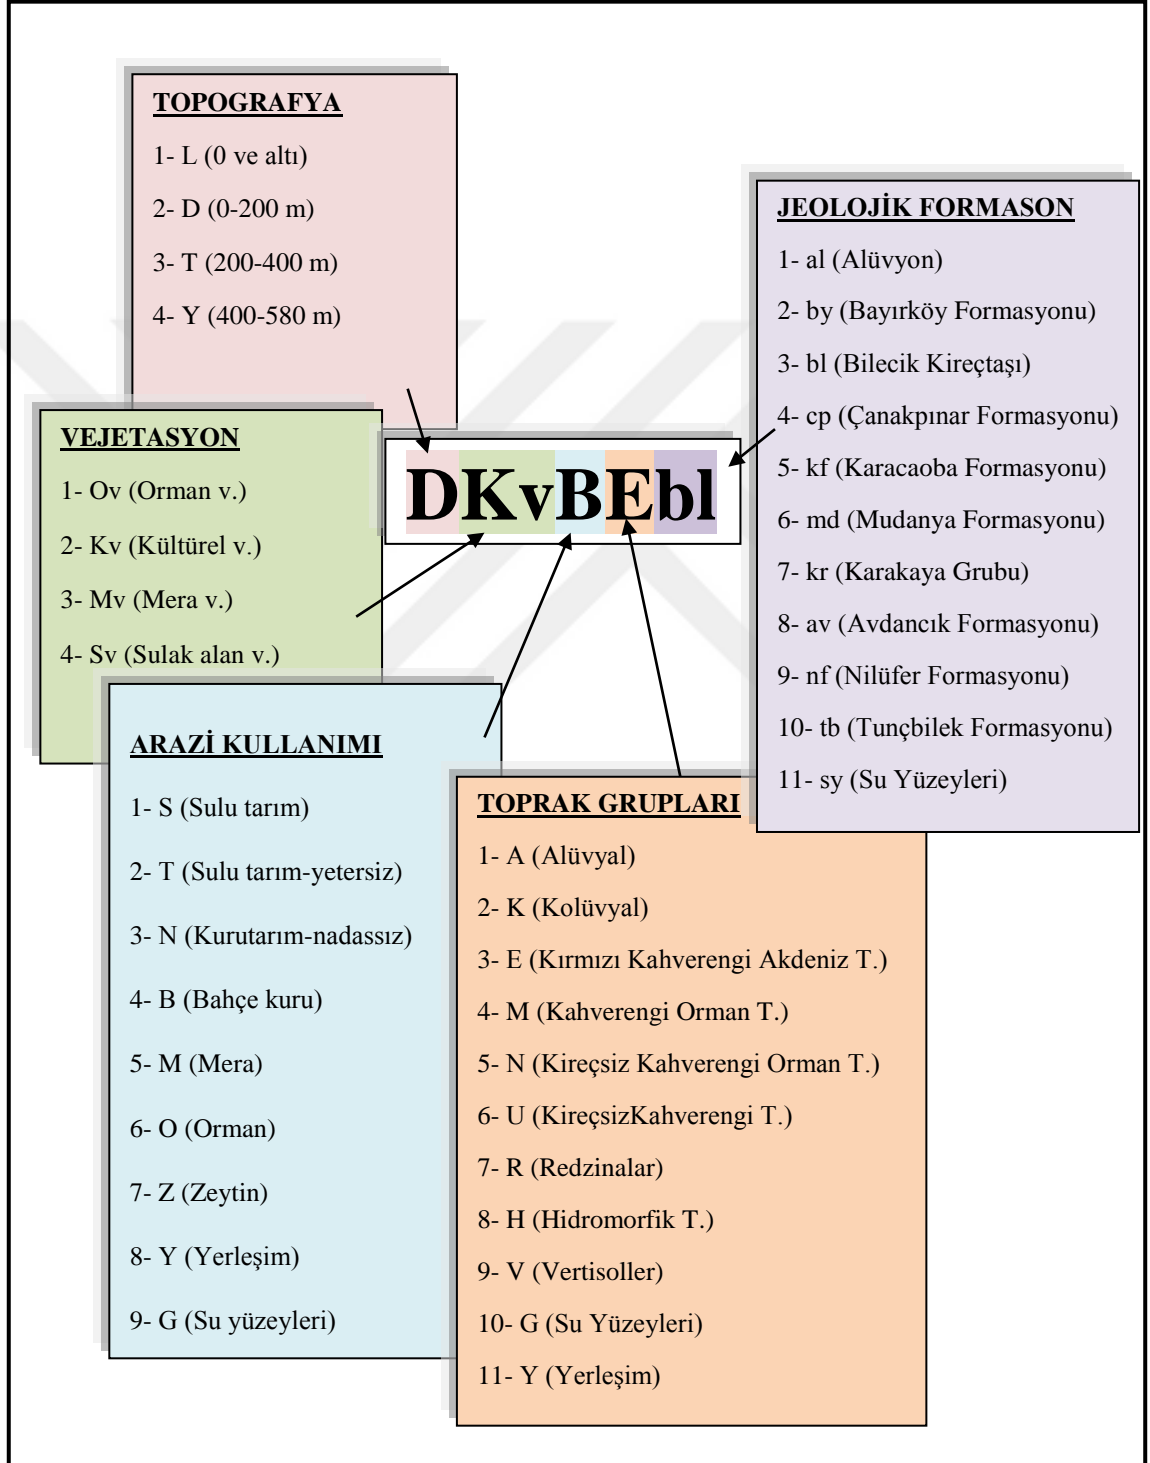 TOPOGRAFYA
1- L (0 ve altı)
2- D (0-200 m)
3- T (200-400 m)
4- Y (400-580 m)
JEOLOJİK FORMASON
1- al (Alüvyon)
2- by (Bayırköy Formasyonu)
3- bl (Bilecik Kireçtaşı)
4- cp (Çanakpınar Formasyonu)
5- kf (Karacaoba Formasyonu)
6- md (Mudanya Formasyonu)
7- kr (Karakaya Grubu)
8- av (Avdancık Formasyonu)
9- nf (Nilüfer Formasyonu)
10- tb (Tunçbilek Formasyonu)
11- sy (Su Yüzeyleri)
VEJETASYON
1- Ov (Orman v.)
2- Kv (Kültürel v.)
3- Mv (Mera v.)
4- Sv (Sulak alan v.)
DKvBEbl
ARAZİ KULLANIMI
1- S (Sulu tarım)
2- T (Sulu tarım-yetersiz)
3- N (Kurutarım-nadassız)
4- B (Bahçe kuru)
5- M (Mera)
6- O (Orman)
7- Z (Zeytin)
8- Y (Yerleşim)
9- G (Su yüzeyleri)
TOPRAK GRUPLARI
1- A (Alüvyal)
2- K (Kolüvyal)
3- E (Kırmızı Kahverengi Akdeniz T.)
4- M (Kahverengi Orman T.)
5- N (Kireçsiz Kahverengi Orman T.)
6- U (KireçsizKahverengi T.)
7- R (Redzinalar)
8- H (Hidromorfik T.)
9- V (Vertisoller)
10- G (Su Yüzeyleri)
11- Y (Yerleşim)